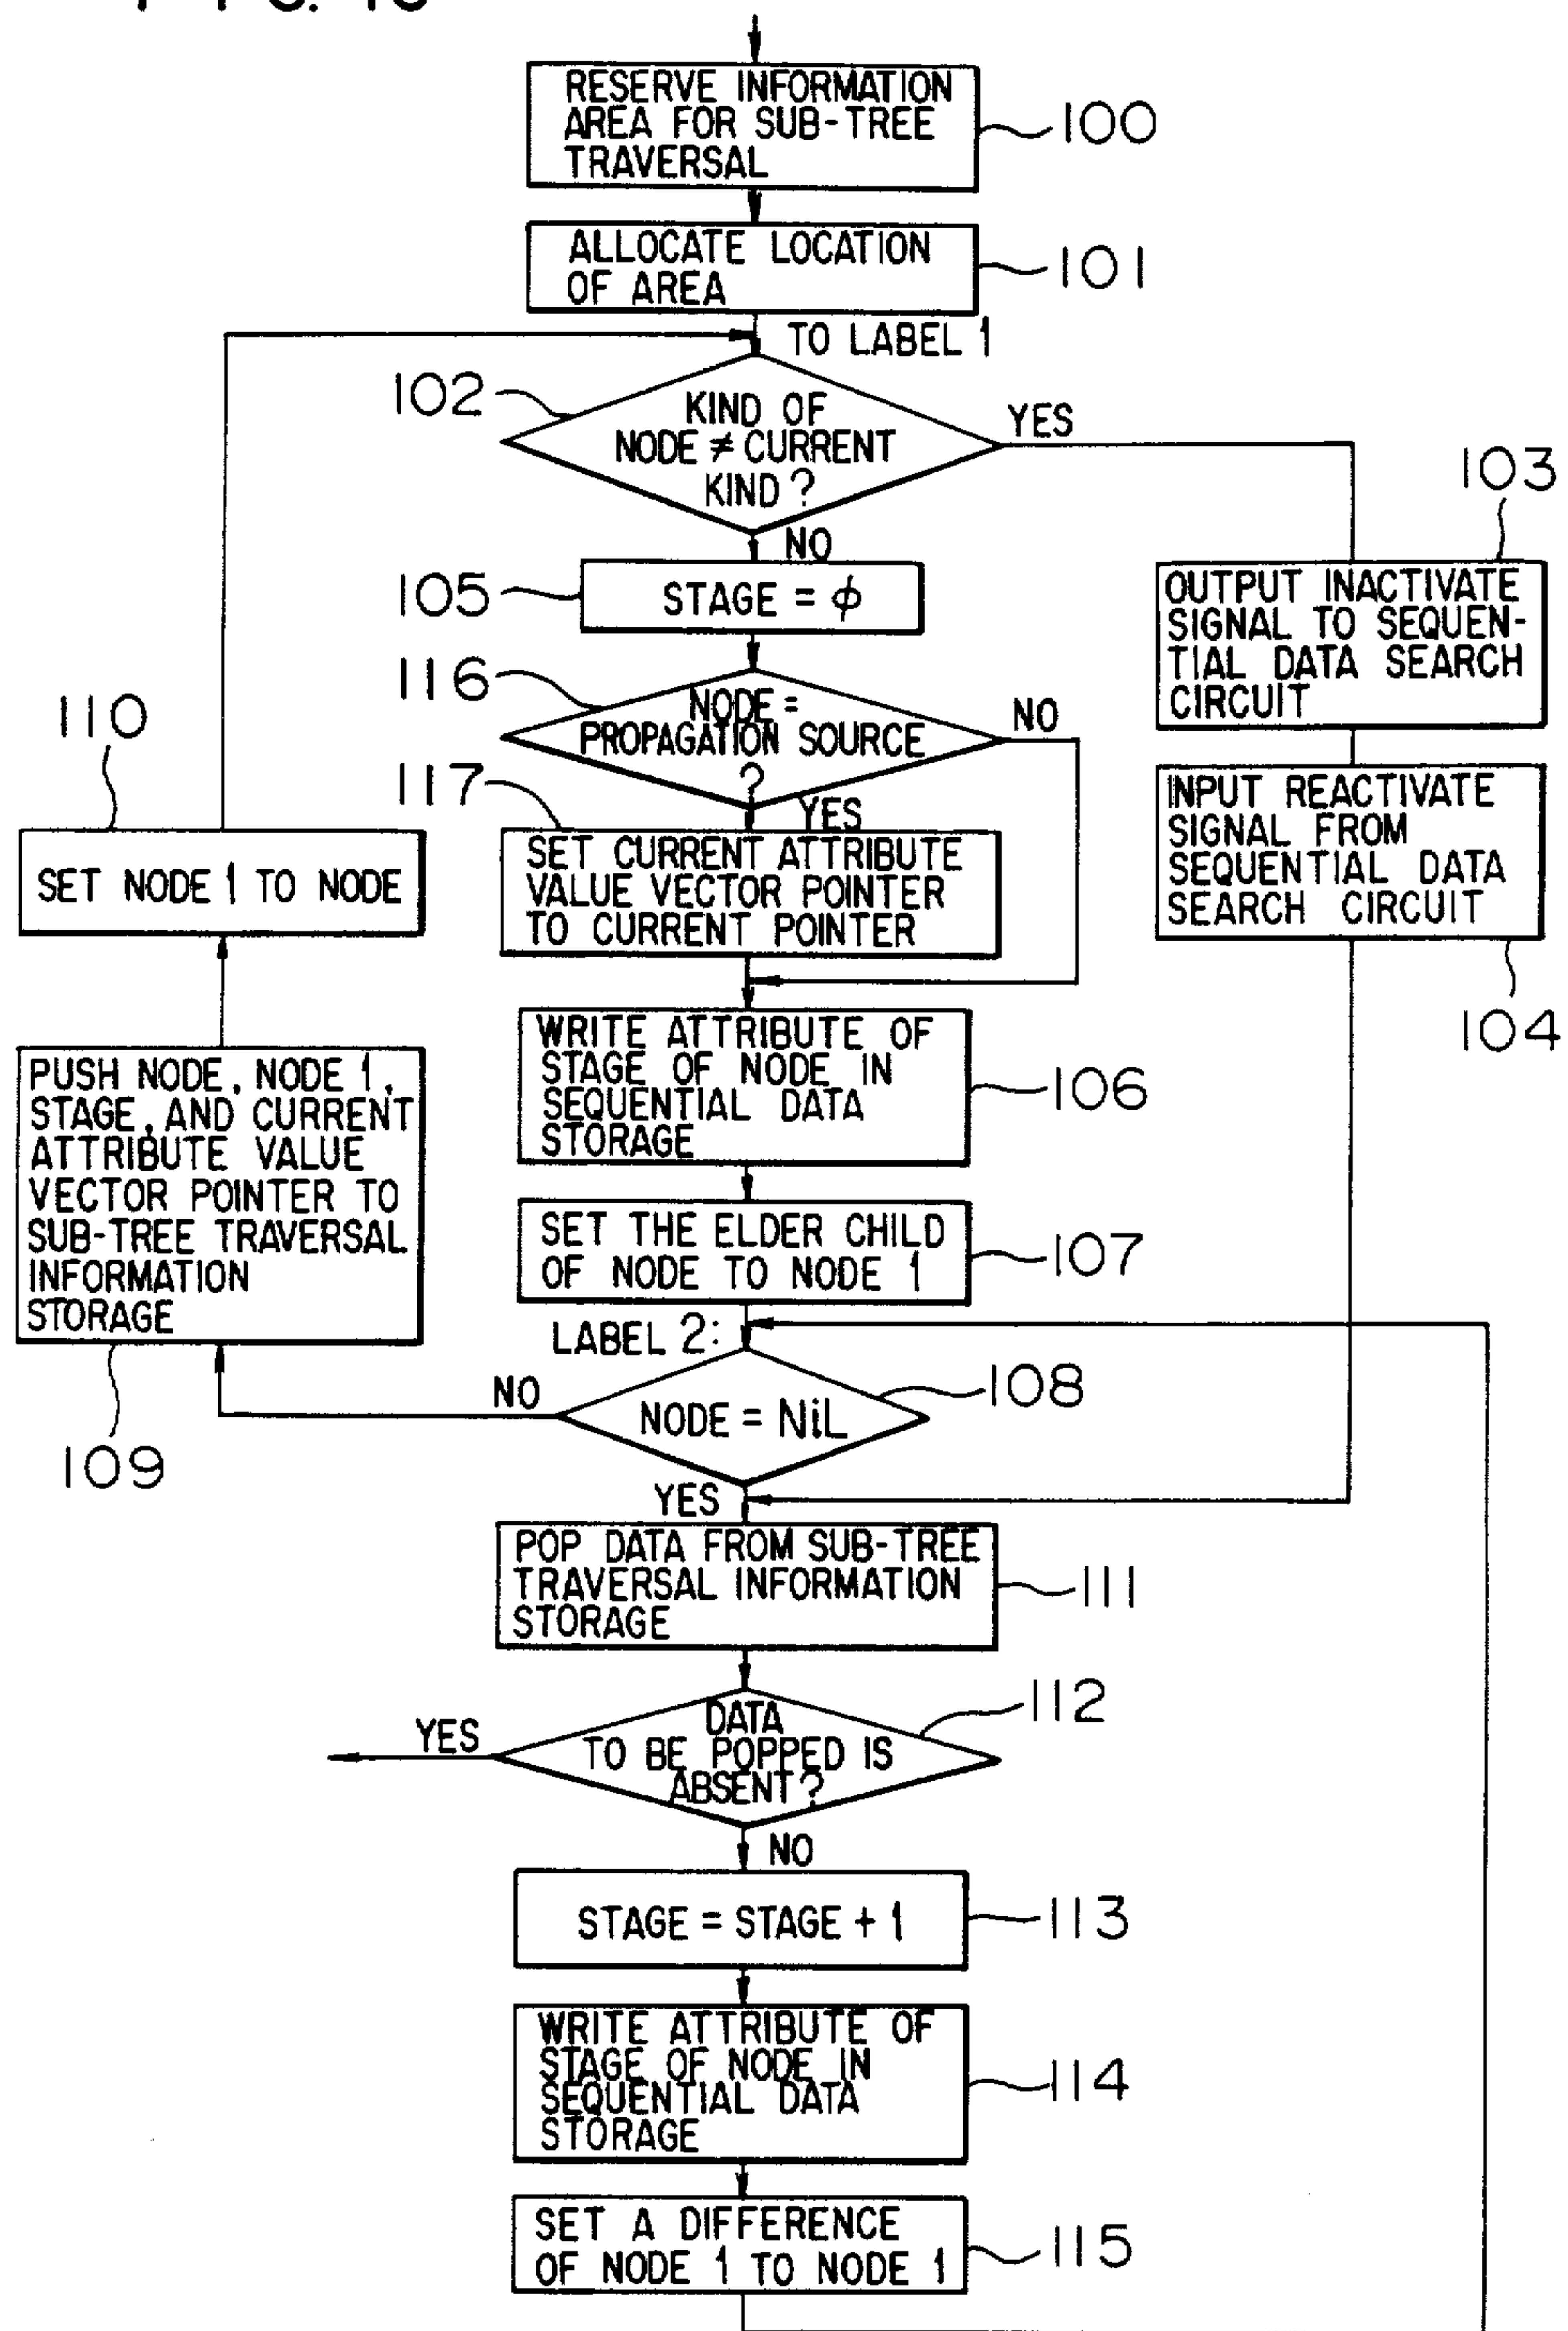 RESERVE INFORMATION
AREA FOR SUB-TREE
TRAVERSAL
100
ALLOCATE LOCATION
OF AREA
101
TO LABEL 1
102
KIND OF
NODE ≠ CURRENT
KIND?
YES
NO
103
OUTPUT INACTIVATE
SIGNAL TO SEQUEN-
TIAL DATA SEARCH
CIRCUIT
INPUT REACTIVATE
SIGNAL FROM
SEQUENTIAL DATA
SEARCH CIRCUIT
104
105
STAGE = ϕ
116
NODE =
PROPAGATION SOURCE
?
NO
YES
117
SET CURRENT ATTRIBUTE
VALUE VECTOR POINTER
TO CURRENT POINTER
110
SET NODE 1 TO NODE
WRITE ATTRIBUTE OF
STAGE OF NODE IN
SEQUENTIAL DATA
STORAGE
106
PUSH NODE, NODE 1,
STAGE, AND CURRENT
ATTRIBUTE VALUE
VECTOR POINTER TO
SUB-TREE TRAVERSAL
INFORMATION
STORAGE
109
SET THE ELDER CHILD
OF NODE TO NODE 1
107
LABEL 2:
NODE = NiL
108
NO
YES
POP DATA FROM SUB-TREE
TRAVERSAL INFORMATION
STORAGE
111
DATA
TO BE POPPED IS
ABSENT?
112
YES
NO
STAGE = STAGE + 1
113
WRITE ATTRIBUTE OF
STAGE OF NODE IN
SEQUENTIAL DATA
STORAGE
114
SET A DIFFERENCE
OF NODE 1 TO NODE 1
115